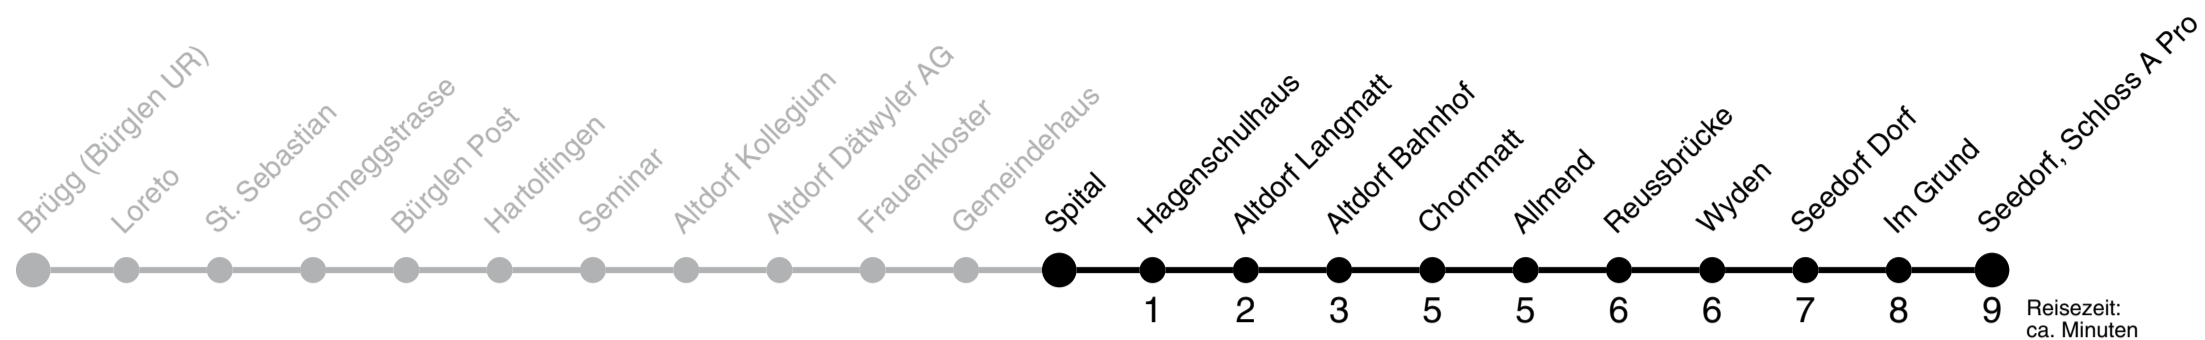 Brügg (Bürglen UR)
Loreto
St. Sebastian
Sonneggstrasse
Bürglen Post
Hartolfingen
Seminar
Altdorf Kollegium
Altdorf Dätwyler AG
Frauenkloster
Gemeindehaus
Spital
Hagenschulhaus
Altdorf Langmatt
Altdorf Bahnhof
Chornmatt
Allmend
Reussbrücke
Wyden
Seedorf Dorf
Im Grund
Seedorf, Schloss A Pro
1 2 3 5 5 6 6 7 8 9
Reisezeit:
ca. Minuten